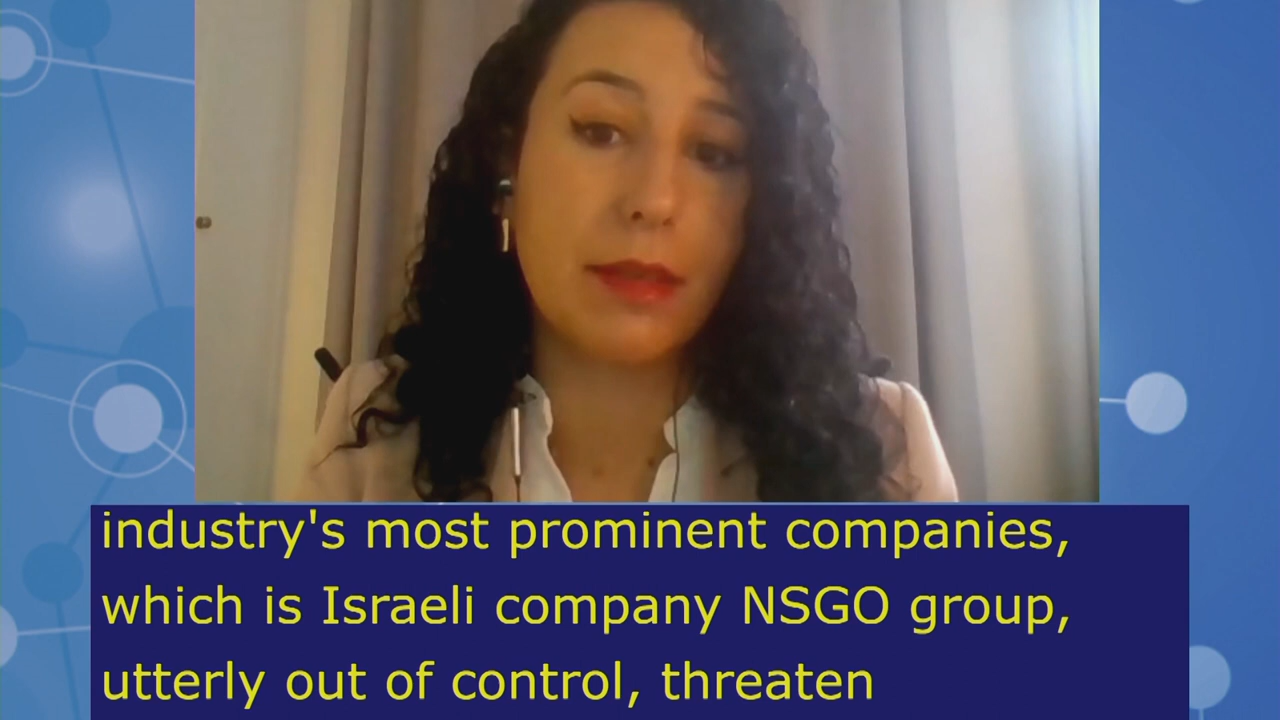 industry's most prominent companies,
which is Israeli company NSGO group,
utterly out of control, threaten